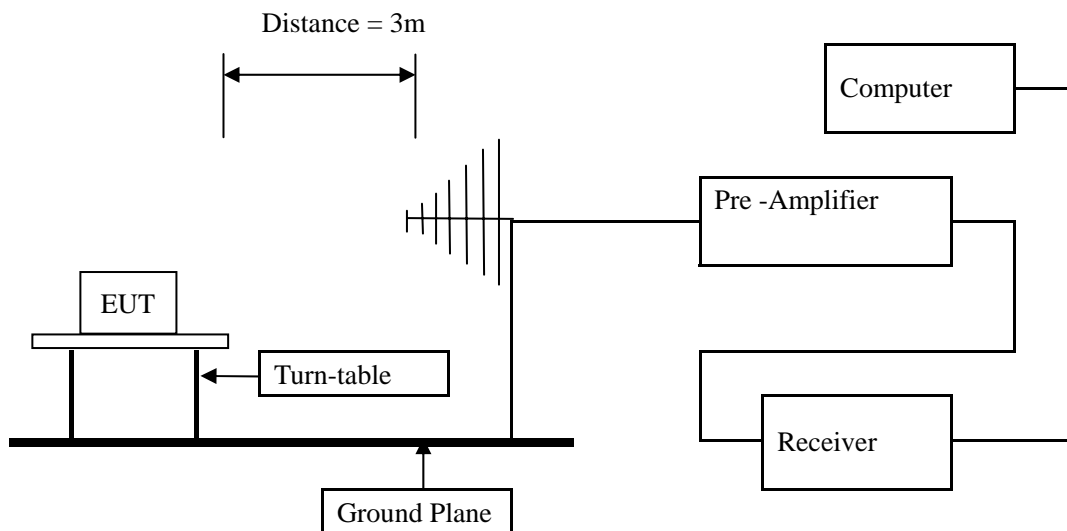 Distance = 3m
Computer
Pre -Amplifier
EUT
Turn-table
Receiver
Ground Plane